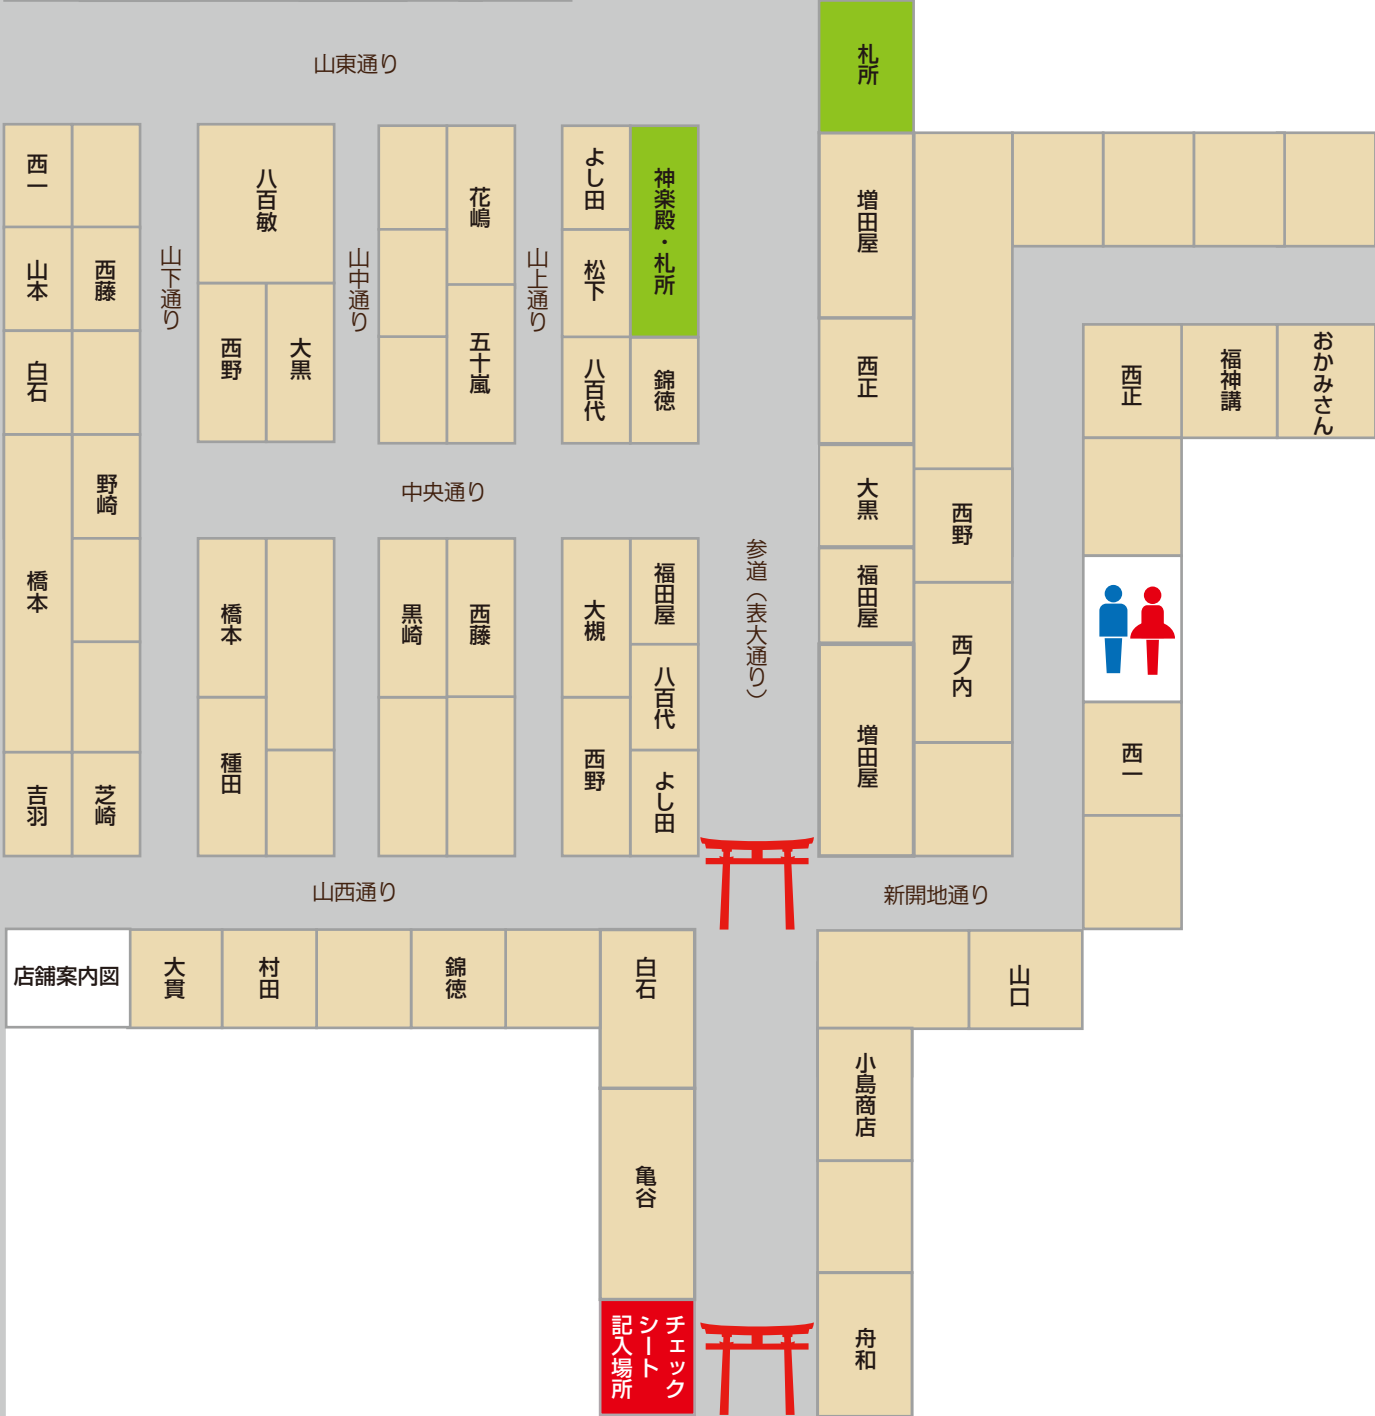 山東通り
札所
西一
八百敏
花嶋
よし田
神楽殿・札所
増田屋
山本
西藤
山下通り
山中通り
山上通り
松下
白石
西野
大黒
五十嵐
八百代
錦徳
西正
西正
福神講
おかみさん
野崎
中央通り
大黒
西野
橋本
橋本
黒崎
西藤
大槻
福田屋
参道(表大通り)
福田屋
西ノ内
八百代
種田
西野
よし田
増田屋
西一
吉羽
芝崎
山西通り
新開地通り
店舗案内図
大貫
村田
錦徳
白石
山口
小島商店
亀谷
チェック
シート
記入場所
舟和